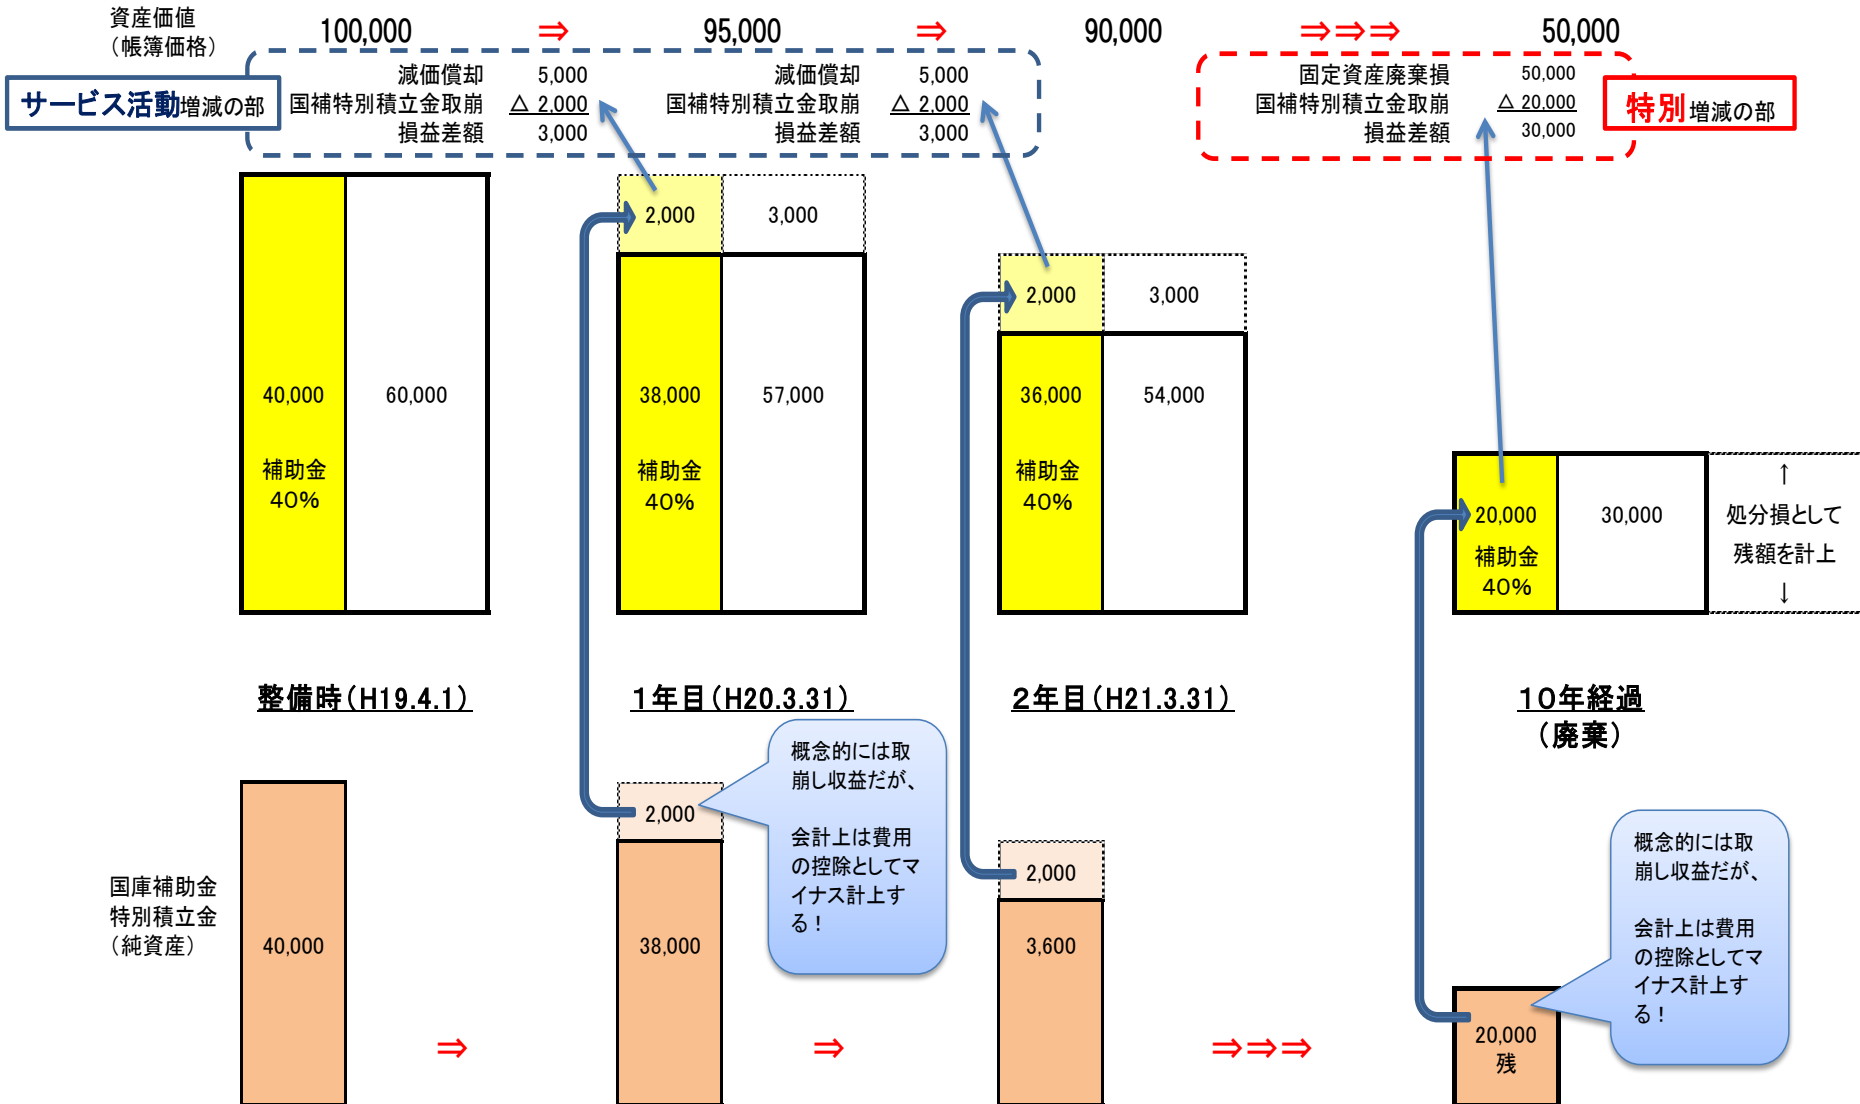 資産価値
（帳簿価格）
100,000
⇒
95,000
⇒
90,000
⇒⇒⇒
50,000
サービス活動増減の部
減価償却 5,000
国補特別積立金取崩 △ 2,000
損益差額 3,000
減価償却 5,000
国補特別積立金取崩 △ 2,000
損益差額 3,000
固定資産廃棄損 50,000
国補特別積立金取崩 △ 20,000
損益差額 30,000
特別増減の部
40,000
補助金
40%
60,000
2,000
3,000
38,000
補助金
40%
57,000
2,000
3,000
36,000
補助金
40%
54,000
20,000
補助金
40%
30,000
↑
処分損として
残額を計上
↓
整備時（H19.4.1）
1年目（H20.3.31）
2年目（H21.3.31）
10年経過
（廃棄）
国庫補助金
特別積立金
（純資産）
40,000
⇒
2,000
38,000
概念的には取
崩し収益だが、
会計上は費用
の控除としてマ
イナス計上す
る！
⇒
2,000
3,600
⇒⇒⇒
20,000
残
概念的には取
崩し収益だが、
会計上は費用
の控除としてマ
イナス計上す
る！